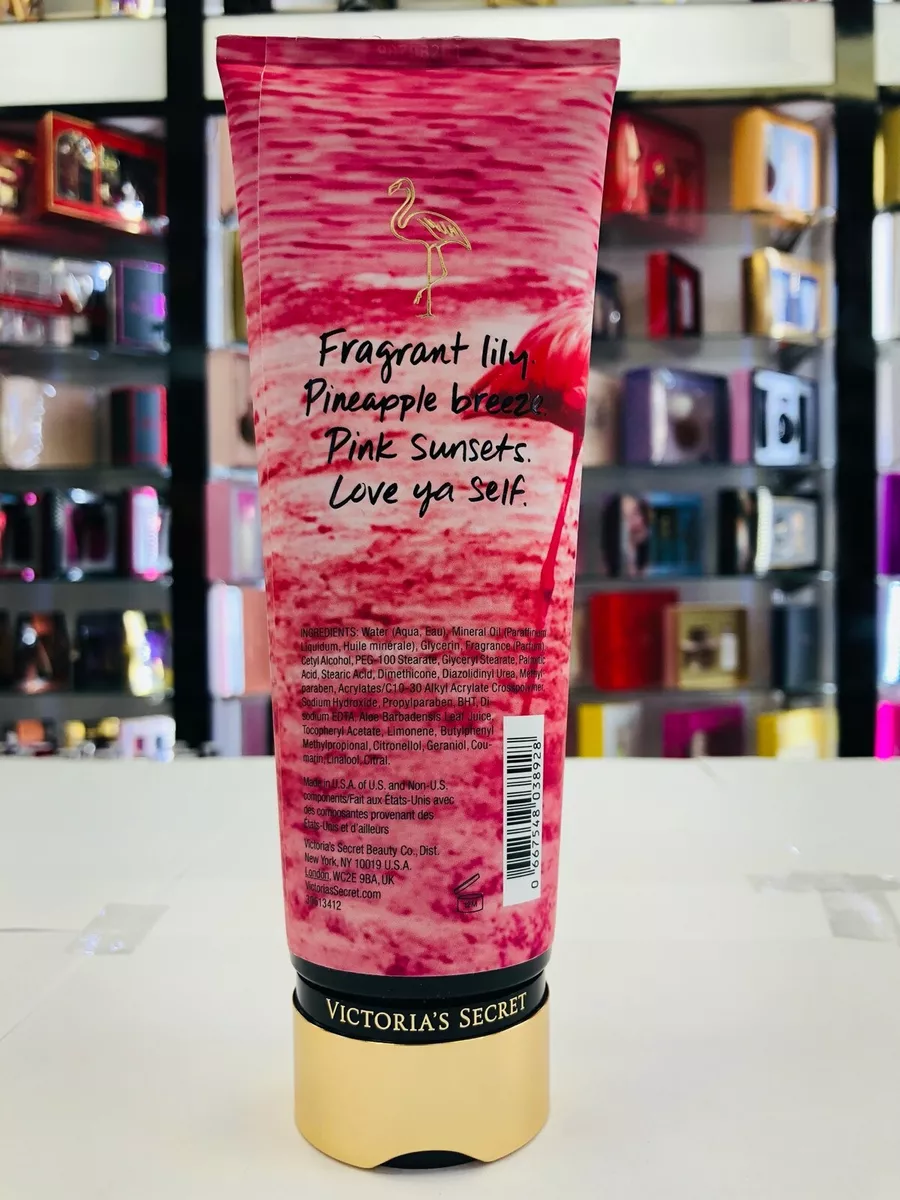 Fragrant lily.
Pineapple breeze.
Pink Sunsets.
Love ya self.
INGREDIENTS: Water (Aqua, Eau), Mineral Oil (Paraffinum
Liquidum, Huile minerale), Glycerin, Fragrance (Parfum)
Cetyl Alcohol, PEG-100 Stearate, Glyceryl Stearate, Palmitic
Acid, Stearic Acid, Dimethicone, Diazolidinyl Urea, Methyl-
paraben, Acrylates/C10-30 Alkyl Acrylate Crosspolymer,
Sodium Hydroxide, Propylparaben, BHT, Di-
sodium EDTA, Aloe Barbadensis Leaf Juice,
Tocopheryl Acetate, Limonene, Butylphenyl
Methylpropional, Citronellol, Geraniol, Cou-
marin, Linalool, Citral.
Made in U.S.A. of U.S. and Non-U.S.
components/Fait aux États-Unis avec
des composantes provenant des
États-Unis et d'ailleurs
Victoria's Secret Beauty Co., Dist.
New York, NY 10019 U.S.A.
London, WC2E 9BA, UK
VictoriasSecret.com
0 667548 038928
VICTORIA'S SECRET